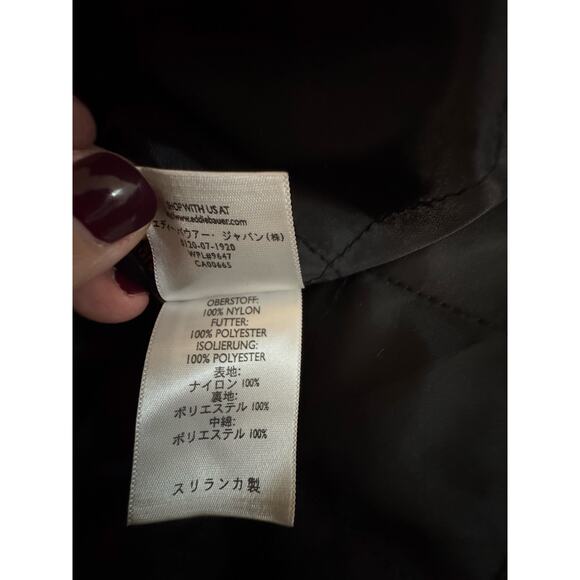 SHOP WITH US AT
www.eddiebauer.com
エディー・バウアー・ジャパン(株)
0120-07-1920
WPL#9647
CA00665
OBERSTOFF:
100% NYLON
FUTTER:
100% POLYESTER
ISOLIERUNG:
100% POLYESTER
表地:
ナイロン 100%
裏地:
ポリエステル 100%
中綿:
ポリエステル 100%
スリランカ製